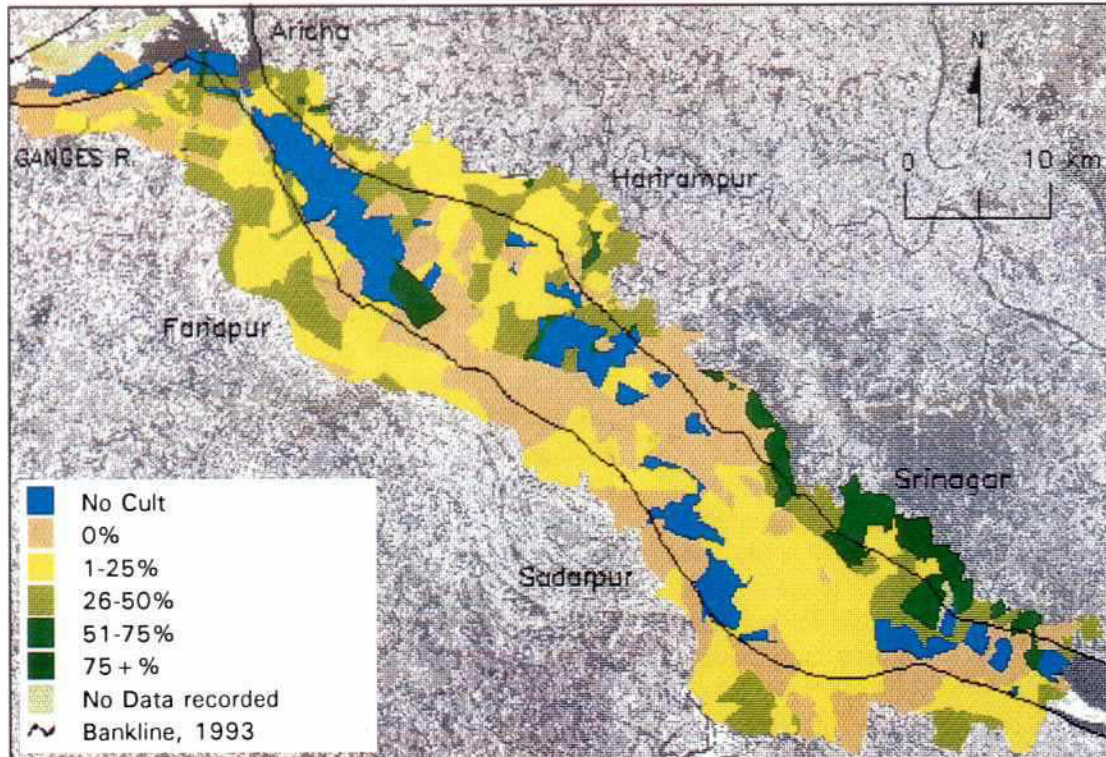 Aricha
N
GANGES R.
0 10 km
Harirampur
Faridpur
Srinagar
Sadarpur
No Cult
0%
1-25%
26-50%
51-75%
75+%
No Data recorded
Bankline, 1993